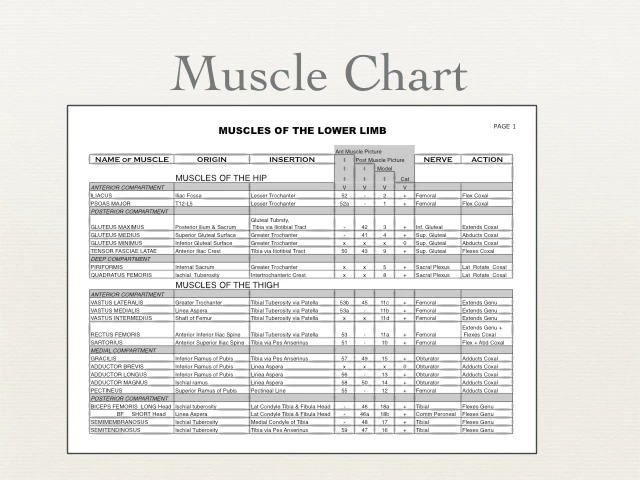 Muscle Chart
PAGE 1
MUSCLES OF THE LOWER LIMB
Ant Muscle Picture
NAME of MUSCLE ORIGIN INSERTION I Post Muscle Picture NERVE ACTION
I I Model
MUSCLES OF THE HIP I I I Cat
ANTERIOR COMPARTMENT V V V V
ILIACUS Iliac Fossa Lesser Trochanter 52 - 2 + Femoral Flex Coxal
PSOAS MAJOR T12-L5 Lesser Trochanter 52a - 1 + Femoral Flex Coxal
POSTERIOR COMPARTMENT
Gluteal Tubrsity,
GLUTEUS MAXIMUS Posterior ilium & Sacrum Tibia via Iliotibial Tract - 42 3 + Inf. Gluteal Extends Coxal
GLUTEUS MEDIUS Superior Gluteal Surface Greater Trochanter - 41 4 + Sup. Gluteal Abducts Coxal
GLUTEUS MINIMUS Inferior Gluteal Surface Greater Trochanter x x x 0 Sup. Gluteal Abducts Coxal
TENSOR FASCIAE LATAE Anterior Iliac Crest Tibia via Iliotibial Tract 50 43 9 + Sup. Gluteal Flexes Coxal
DEEP COMPARTMENT
PIRIFORMIS Internal Sacrum Greater Trochanter x x 5 + Sacral Plexus Lat Rotate Coxal
QUADRATUS FEMORIS Ischial Tuberosity Intertrochanteric Crest x x 8 + Sacral Plexus Lat Rotate Coxal
MUSCLES OF THE THIGH
ANTERIOR COMPARTMENT
VASTUS LATERALIS Greater Trochanter Tibial Tuberosity via Patella 53b 45 11c + Femoral Extends Genu
VASTUS MEDIALIS Linea Aspera Tibial Tuberosity via Patella 53a - 11b + Femoral Extends Genu
VASTUS INTERMEDIUS Shaft of Femur Tibial Tuberosity via Patella x x 11d + Femoral Extends Genu
Extends Genu +
RECTUS FEMORIS Anterior Inferior Iliac Spine Tibial Tuberosity via Patella 53 - 11a + Femoral Flexes Coxal
SARTORIUS Anterior Superior Iliac Spine Tibia via Pes Anserinus 51 - 10 + Femoral Flex + Abd Coxal
MEDIAL COMPARTMENT
GRACILIS Inferior Ramus of Pubis Tibia via Pes Anserinus 57 49 15 + Obturator Adducts Coxal
ADDUCTOR BREVIS Inferior Ramus of Pubis Linea Aspera x x x 0 Obturator Adducts Coxal
ADDUCTOR LONGUS Inferior Ramus of Pubis Linea Aspera 56 - 13 + Obturator Adducts Coxal
ADDUCTOR MAGNUS Ischial ramus Linea Aspera 58 50 14 + Obturator Adducts Coxal
PECTINEUS Superior Ramus of Pubis Linea Aspera 55 - 12 + Femoral Adducts Coxal
POSTERIOR COMPARTMENT
BICEPS FEMORIS LONG Head Ischial tuberosity Lat Condyle Tibia & Fibula Head - 46 18a + Tibial Flexes Genu
BF SHORT Head Linea Aspera Lat Condyle Tibia & Fibula Head - 46a 18b + Comm Peroneal Flexes Genu
SEMIMEMBRANOSUS Ischial Tuberosity Medial Condyle of Tibia - 48 17 + Tibial Flexes Genu
SEMITENDINOSUS Ischial Tuberosity Tibia via Pes Anserinus 59 47 16 + Tibial Flexes Genu